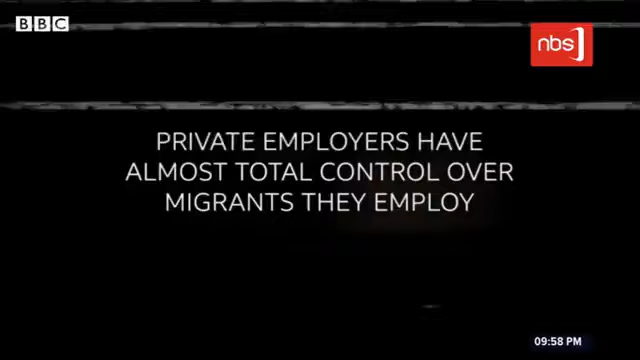 BBC
nbs
PRIVATE EMPLOYERS HAVE
ALMOST TOTAL CONTROL OVER
MIGRANTS THEY EMPLOY
09:58 PM